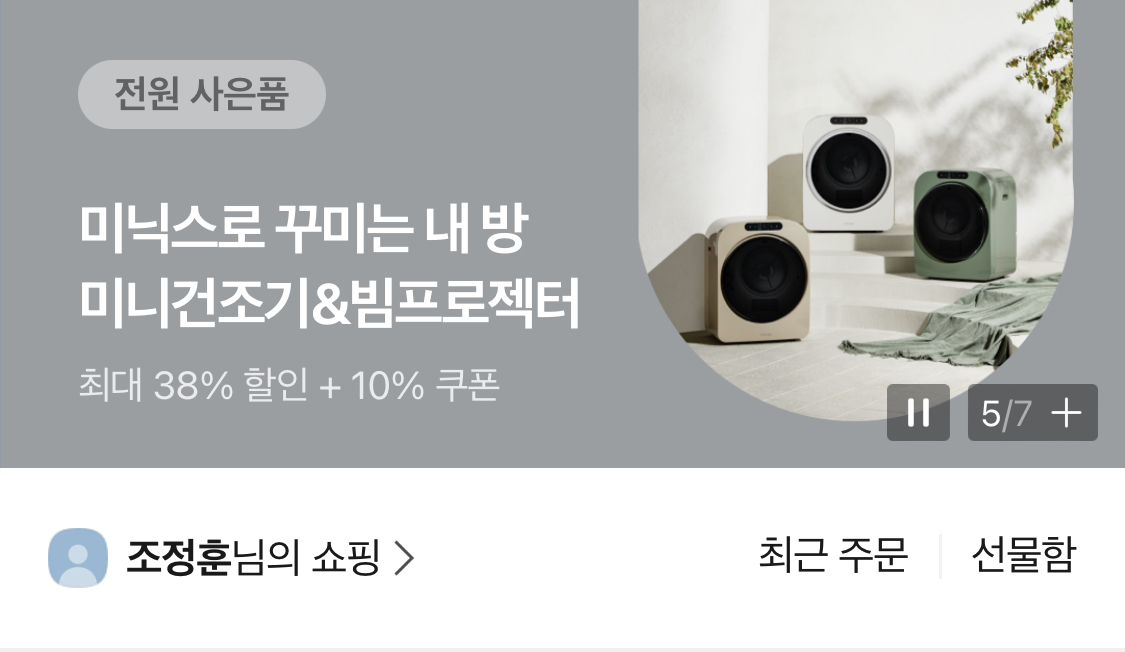 전원 사은품
미닉스로 꾸미는 내 방
미니건조기&빔프로젝터
최대 38% 할인 + 10% 쿠폰
5/7 +
조정훈님의 쇼핑 >
최근 주문 | 선물함